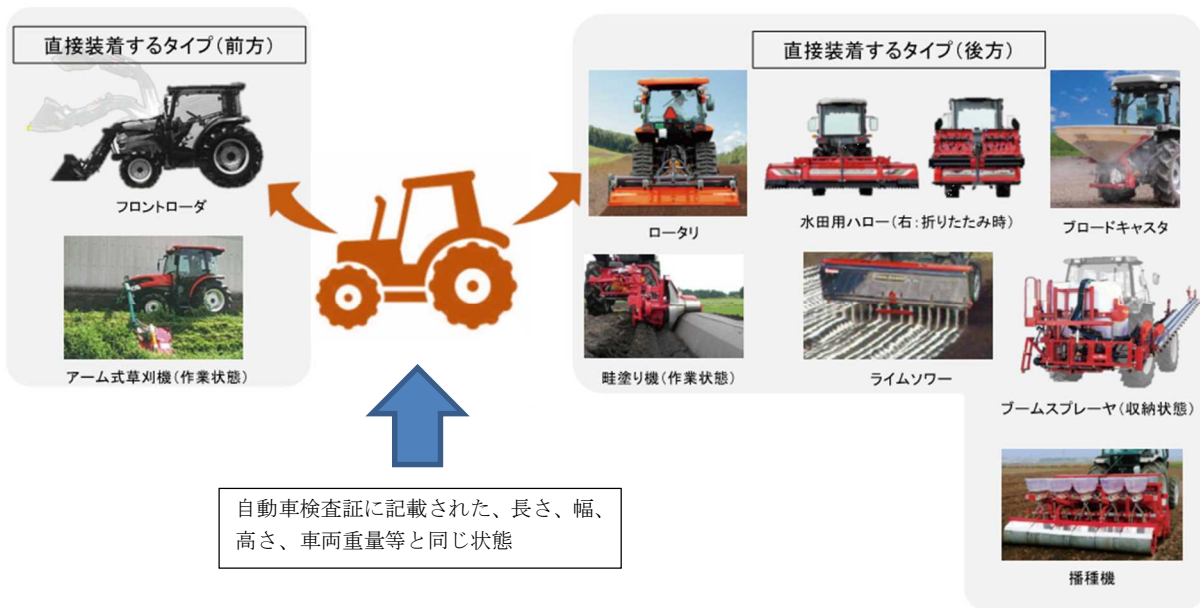 直接装着するタイプ(前方)
フロントローダ
アーム式草刈機(作業状態)
直接装着するタイプ(後方)
ロータリ
水田用ハロー(右:折りたたみ時)
ブロードキャスタ
畦塗り機(作業状態)
ライムソワー
ブームスプレーヤ(収納状態)
播種機
自動車検査証に記載された、長さ、幅、
高さ、車両重量等と同じ状態